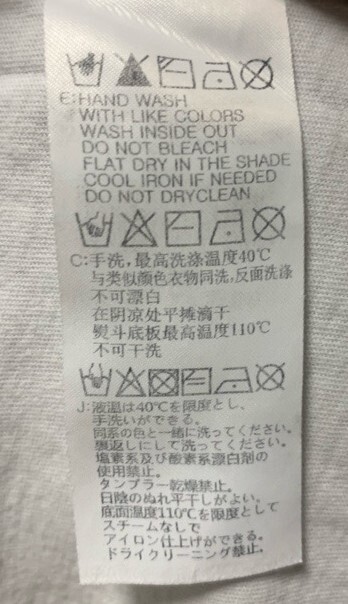 E:HAND WASH
WITH LIKE COLORS
WASH INSIDE OUT
DO NOT BLEACH
FLAT DRY IN THE SHADE
COOL IRON IF NEEDED
DO NOT DRYCLEAN
C:手洗,最高洗涤温度40℃
与类似颜色衣物同洗,反面洗涤
不可漂白
在阴凉处平摊滴干
熨斗底板最高温度110℃
不可干洗
J:液温は40℃を限度とし、
手洗いができる。
同系の色と一緒に洗ってください。
裏返しにして洗ってください。
塩素系及び酸素系漂白剤の
使用禁止。
タンブラー乾燥禁止。
日陰のぬれ平干しがよい。
底面温度110℃を限度として
スチームなしで
アイロン仕上げができる。
ドライクリーニング禁止。